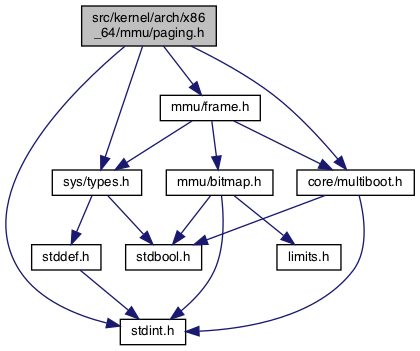 src/kernel/arch/x86
_64/mmu/paging.h
mmu/frame.h
sys/types.h
mmu/bitmap.h
core/multiboot.h
stddef.h
stdbool.h
limits.h
stdint.h